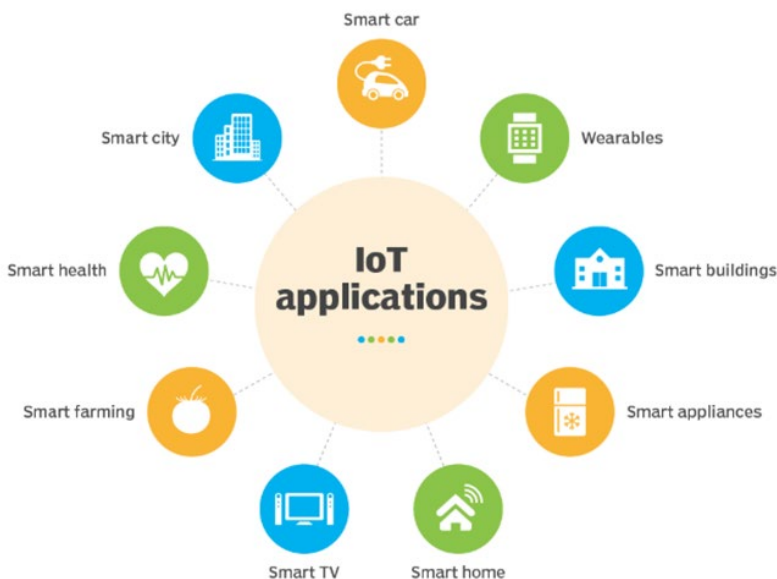 Smart car
Smart city
Wearables
Smart health
IoT
applications
Smart buildings
Smart farming
Smart appliances
Smart TV
Smart home